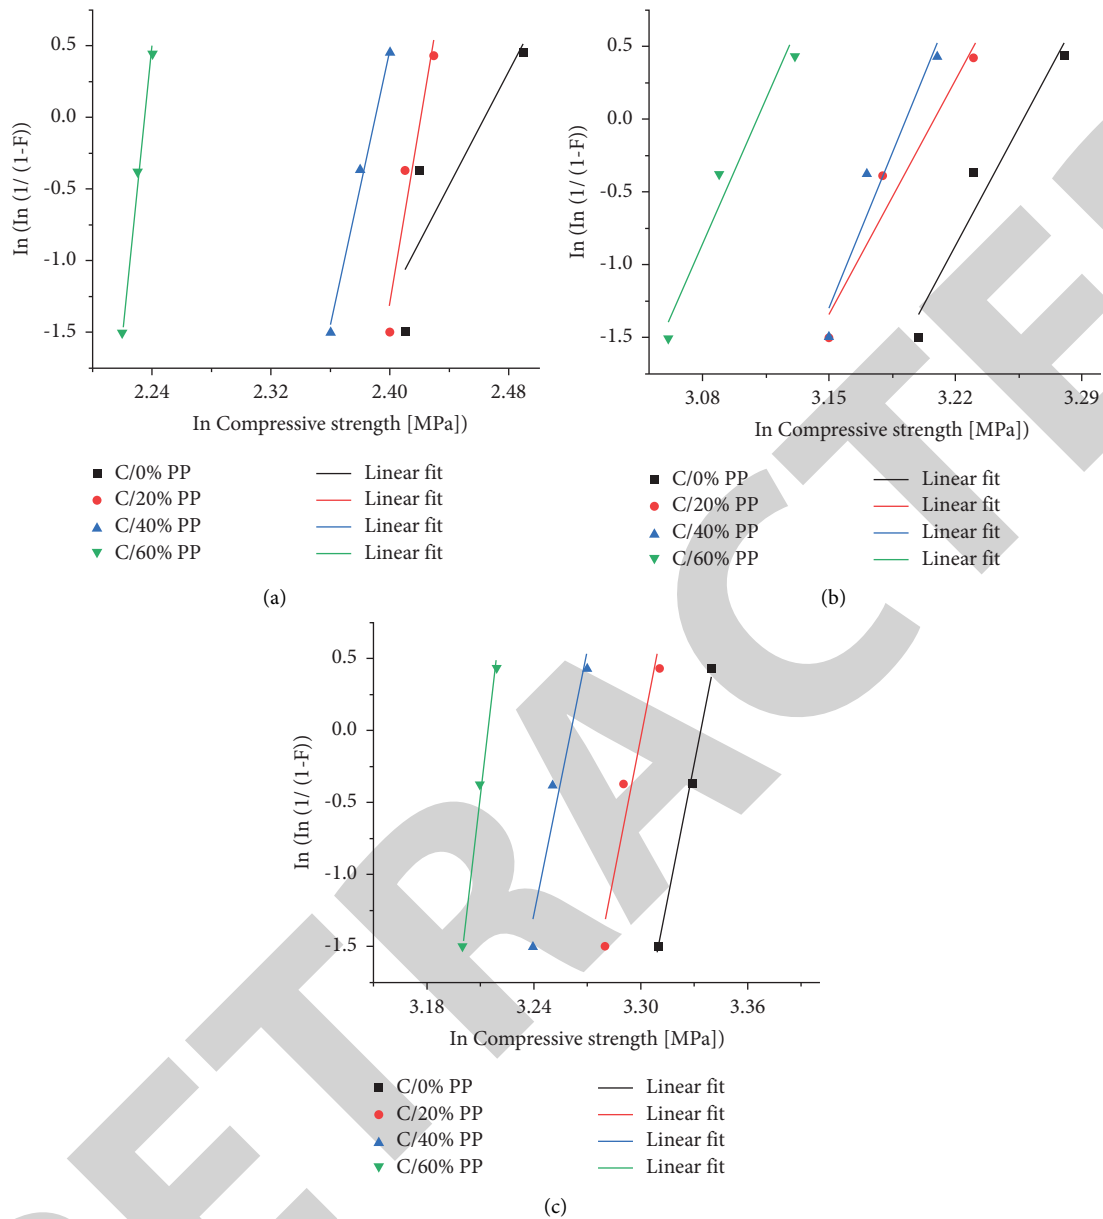 0.5
0.0
-0.5
-1.0
-1.5
In (In (1/ (1-F))
2.24 2.32 2.40 2.48
In Compressive strength [MPa])
C/0% PP Linear fit
C/20% PP Linear fit
C/40% PP Linear fit
C/60% PP Linear fit
(a)
0.5
0.0
-0.5
-1.0
-1.5
In (In (1/ (1-F))
3.08 3.15 3.22 3.29
In Compressive strength [MPa])
C/0% PP Linear fit
C/20% PP Linear fit
C/40% PP Linear fit
C/60% PP Linear fit
(b)
0.5
0.0
-0.5
-1.0
-1.5
In (In (1/ (1-F))
3.18 3.24 3.30 3.36
In Compressive strength [MPa])
C/0% PP Linear fit
C/20% PP Linear fit
C/40% PP Linear fit
C/60% PP Linear fit
(c)
RETRACTE